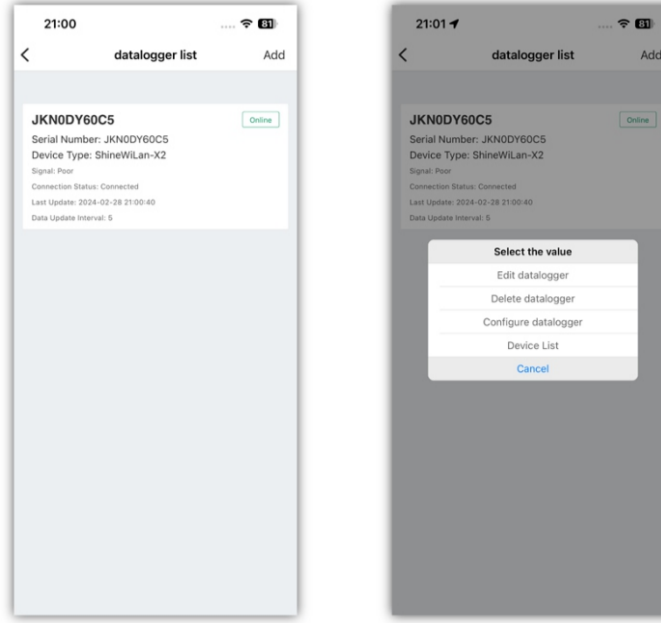 21:00
81
datalogger list
Add
JKN0DY60C5
Online
Serial Number: JKN0DY60C5
Device Type: ShineWiLan-X2
Signal: Poor
Connection Status: Connected
Last Update: 2024-02-28 21:00:40
Data Update Interval: 5
21:01
81
datalogger list
Add
JKN0DY60C5
Online
Serial Number: JKN0DY60C5
Device Type: ShineWiLan-X2
Signal: Poor
Connection Status: Connected
Last Update: 2024-02-28 21:00:40
Data Update Interval: 5
Select the value
Edit datalogger
Delete datalogger
Configure datalogger
Device List
Cancel